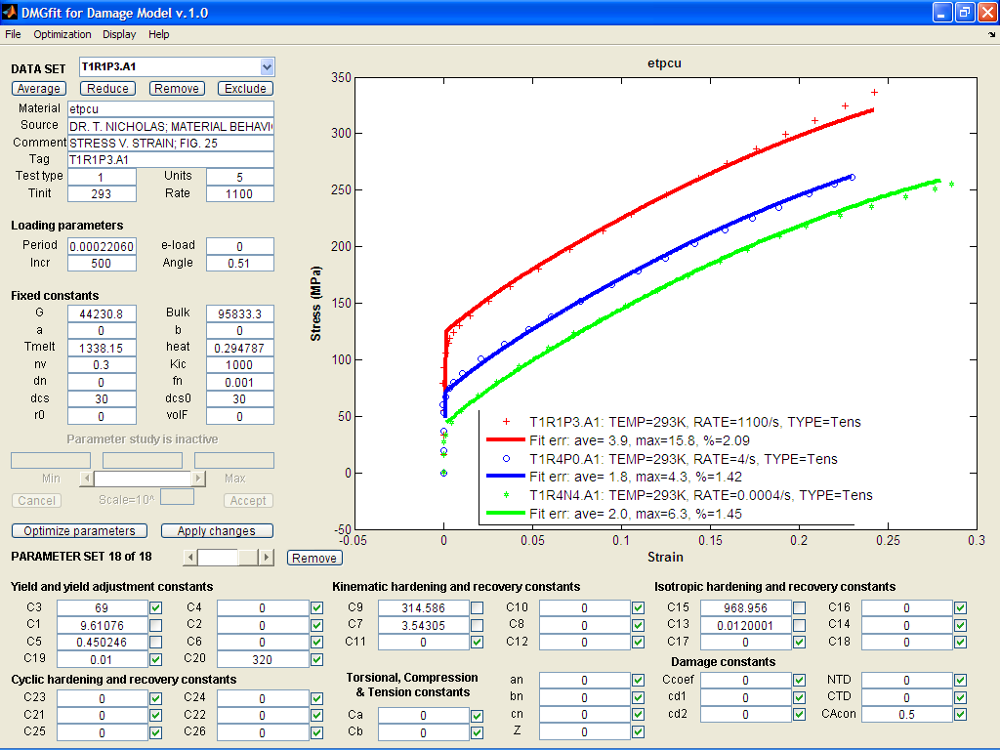 DMGfit for Damage Model v.1.0
File Optimization Display Help
DATA SET T1R1P3.A1
Average Reduce Remove Exclude
Material etpcu
Source DR. T. NICHOLAS; MATERIAL BEHAVI
Comment STRESS V. STRAIN; FIG. 25
Tag T1R1P3.A1
Test type 1 Units 5
Tinit 293 Rate 1100
Loading parameters
Period 0.00022060 e-load 0
Incr 500 Angle 0.51
Fixed constants
G 44230.8 Bulk 95833.3
a 0 b 0
Tmelt 1338.15 heat 0.294787
nv 0.3 Kic 1000
dn 0 fn 0.001
dcs 30 dcs0 30
r0 0 volF 0
Parameter study is inactive
Min Max
Cancel Scale=10^ Accept
Optimize parameters Apply changes
PARAMETER SET 18 of 18 Remove
etpcu
350
300
250
200
150
100
50
0
-50
Stress (MPa)
-0.05 0 0.05 0.1 0.15 0.2 0.25 0.3
Strain
T1R1P3.A1: TEMP=293K, RATE=1100/s, TYPE=Tens
Fit err: ave= 3.9, max=15.8, %=2.09
T1R4P0.A1: TEMP=293K, RATE=4/s, TYPE=Tens
Fit err: ave= 1.8, max=4.3, %=1.42
T1R4N4.A1: TEMP=293K, RATE=0.0004/s, TYPE=Tens
Fit err: ave= 2.0, max=6.3, %=1.45
Yield and yield adjustment constants
C3 69 C4 0
C1 9.61076 C2 0
C5 0.450246 C6 0
C19 0.01 C20 320
Cyclic hardening and recovery constants
C23 0 C24 0
C21 0 C22 0
C25 0 C26 0
Kinematic hardening and recovery constants
C9 314.586 C10 0
C7 3.54305 C8 0
C11 0 C12 0
Torsional, Compression
& Tension constants
Ca 0
Cb 0
an 0
bn 0
cn 0
Z 0
Isotropic hardening and recovery constants
C15 968.956 C16 0
C13 0.0120001 C14 0
C17 0 C18 0
Damage constants
Ccoef 0 NTD 0
cd1 0 CTD 0
cd2 0 CAcon 0.5